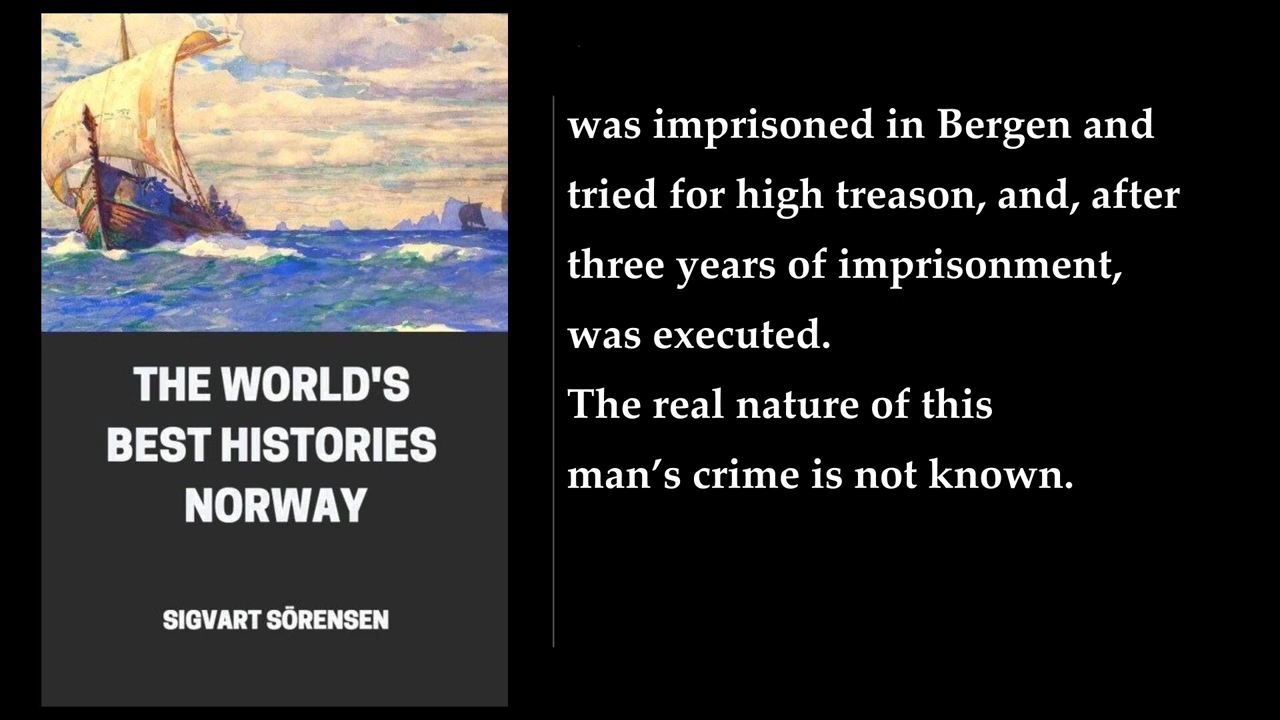 THE WORLD'S
BEST HISTORIES
NORWAY
SIGVART SÖRENSEN
was imprisoned in Bergen and
tried for high treason, and, after
three years of imprisonment,
was executed.
The real nature of this
man’s crime is not known.